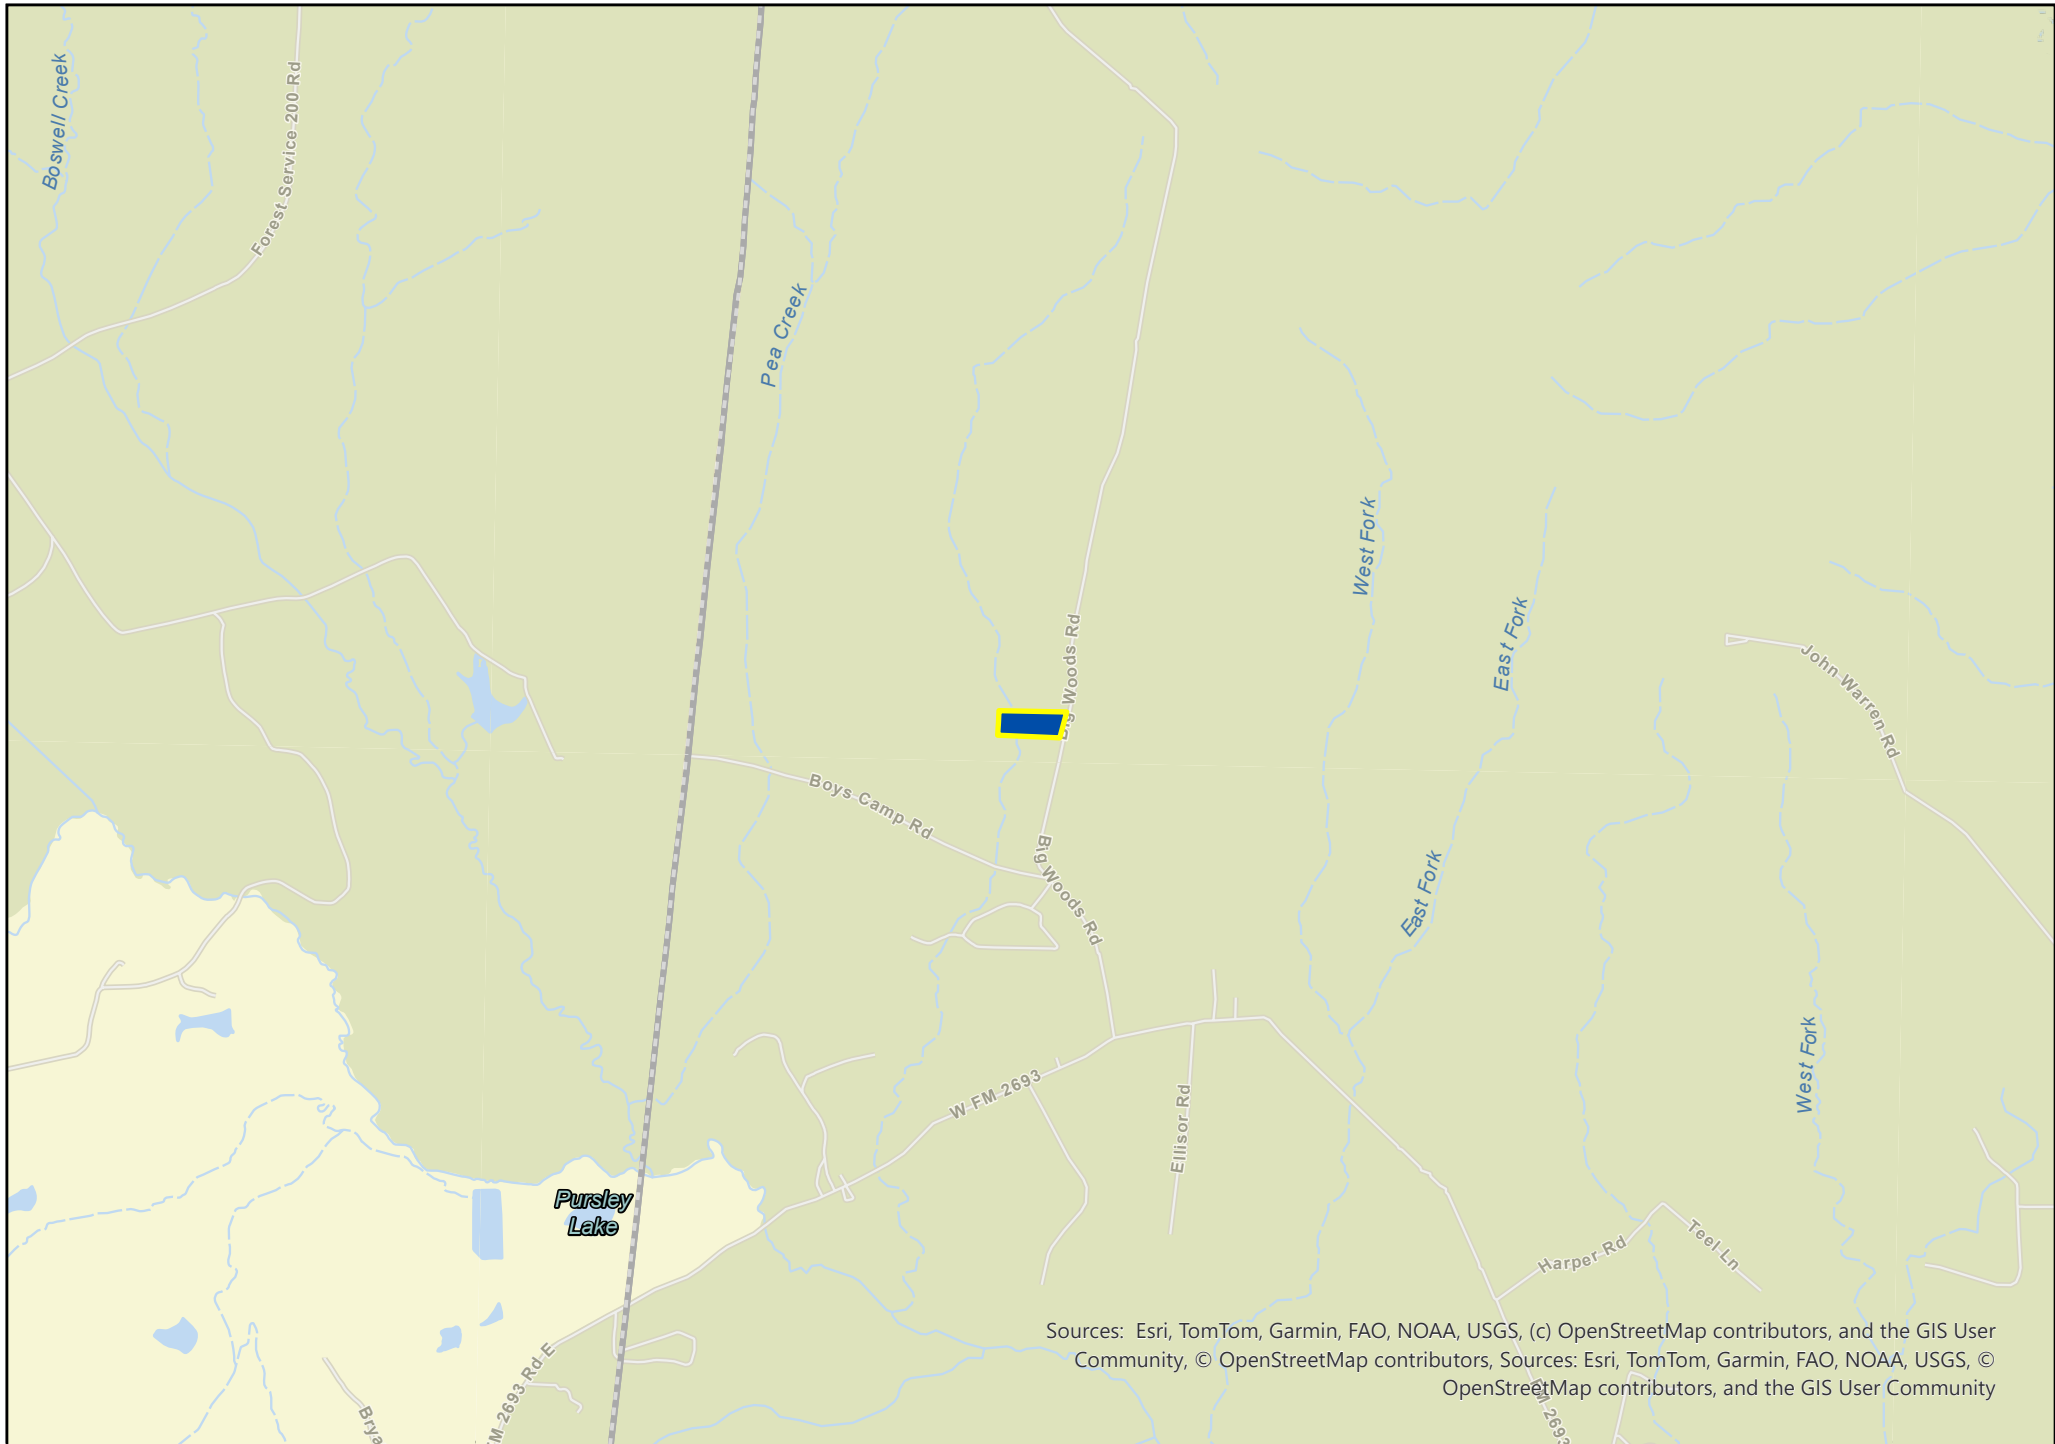 Boswell Creek
Forest Service 200 Rd
Pea Creek
West Fork
East Fork
Big Woods Rd
John Warren Rd
Boys Camp Rd
Big Woods Rd
East Fork
West Fork
W FM 2693
Ellisor Rd
Pursley
Lake
Harper Rd
Teel Ln
Sources: Esri, TomTom, Garmin, FAO, NOAA, USGS, (c) OpenStreetMap contributors, and the GIS User
Community, © OpenStreetMap contributors, Sources: Esri, TomTom, Garmin, FAO, NOAA, USGS, ©
OpenStreetMap contributors, and the GIS User Community
FM 2693 Rd E
FM 2693
Brya